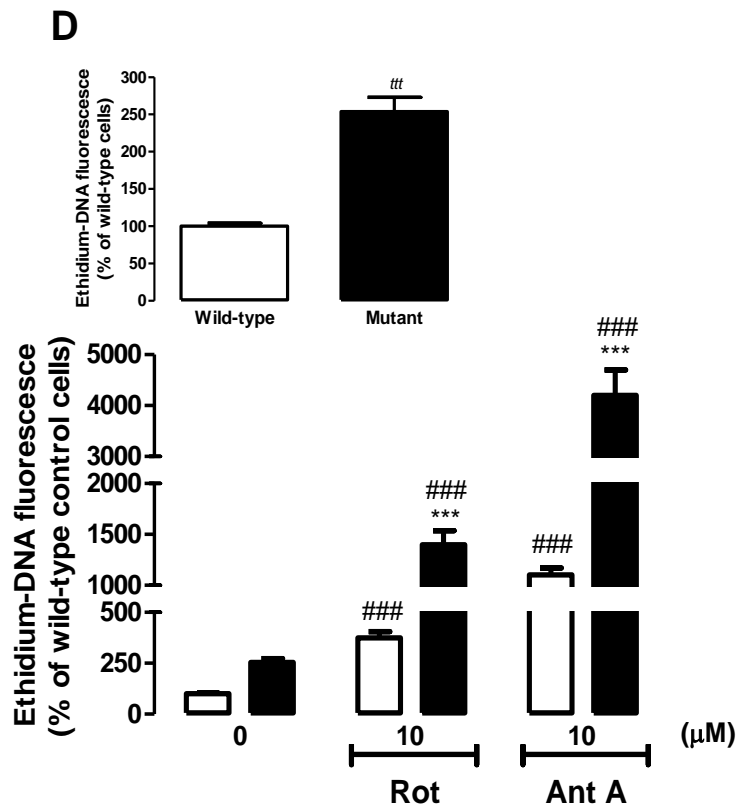 D
Ethidium-DNA fluorescesce
(% of wild-type cells)
300
250
200
150
100
50
0
ttt
Wild-type
Mutant
Ethidium-DNA fluorescesce
(% of wild-type control cells)
5000
4000
3000
2000
1500
1000
500
250
0
###
###
***
###
###
***
0
10
10
(μM)
Rot
Ant A